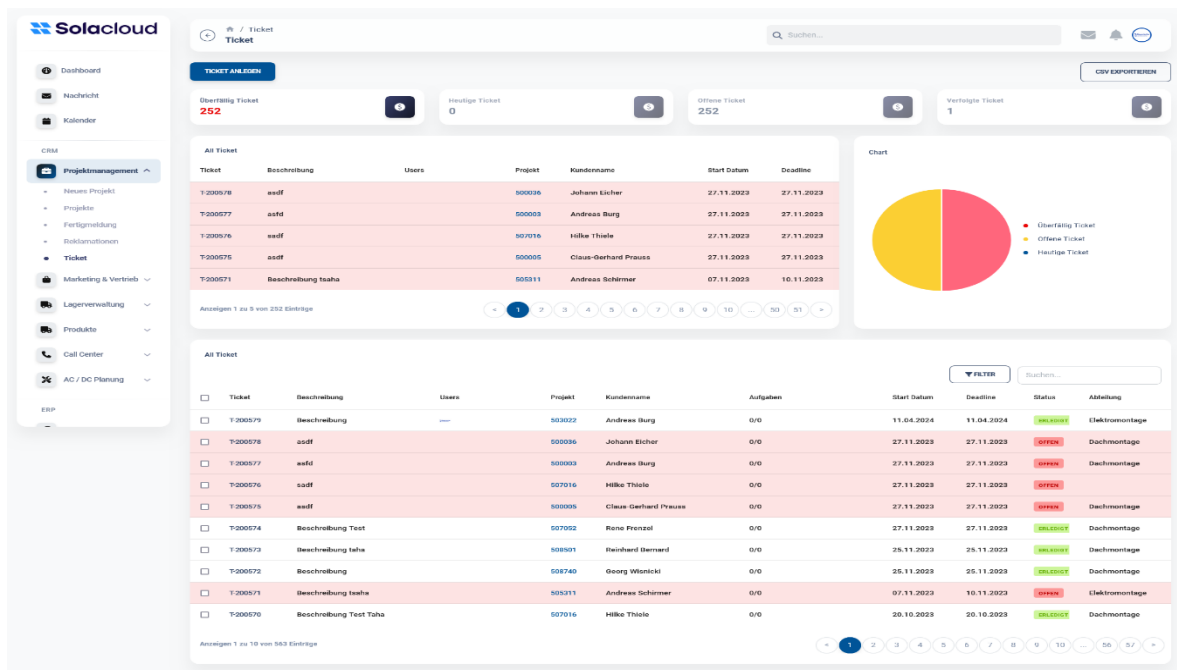 Solacloud
Dashboard
Nachricht
Kalender
CRM
Projektmanagement
Neues Projekt
Projekte
Fertigmeldung
Reklamationen
Ticket
Marketing & Vertrieb
Lagerverwaltung
Produkte
Call Center
AC / DC Planung
ERP
/ Ticket
Ticket
Suchen...
TICKET ANLEGEN
CSV EXPORTIEREN
Überfällig Ticket
252
Heutige Ticket
0
Offene Ticket
252
Verfolgte Ticket
1
All Ticket
Ticket Beschreibung Users Projekt Kundenname Start Datum Deadline
T-200578 asdf 500036 Johann Eicher 27.11.2023 27.11.2023
T-200577 asfd 500003 Andreas Burg 27.11.2023 27.11.2023
T-200576 sadf 507016 Hilke Thiele 27.11.2023 27.11.2023
T-200575 asdf 500005 Claus-Gerhard Prauss 27.11.2023 27.11.2023
T-200571 Beschreibung tsaha 505311 Andreas Schirmer 07.11.2023 10.11.2023
Anzeigen 1 zu 5 von 252 Einträge
« 1 2 3 4 5 6 7 8 9 10 ... 50 51 »
Chart
Überfällig Ticket
Offene Ticket
Heutige Ticket
All Ticket
FILTER Suchen...
Ticket Beschreibung Users Projekt Kundenname Aufgaben Start Datum Deadline Status Abteilung
T-200579 Beschreibung 503022 Andreas Burg 0/0 11.04.2024 11.04.2024 ERLEDIGT Elektromontage
T-200578 asdf 500036 Johann Eicher 0/0 27.11.2023 27.11.2023 OFFEN Dachmontage
T-200577 asfd 500003 Andreas Burg 0/0 27.11.2023 27.11.2023 OFFEN Dachmontage
T-200576 sadf 507016 Hilke Thiele 0/0 27.11.2023 27.11.2023 OFFEN
T-200575 asdf 500005 Claus-Gerhard Prauss 0/0 27.11.2023 27.11.2023 OFFEN Dachmontage
T-200574 Beschreibung Test 507052 Rene Frenzel 0/0 27.11.2023 27.11.2023 ERLEDIGT Dachmontage
T-200573 Beschreibung taha 508501 Reinhard Bernard 0/0 25.11.2023 25.11.2023 ERLEDIGT Dachmontage
T-200572 Beschreibung 508740 Georg Wisnicki 0/0 25.11.2023 25.11.2023 ERLEDIGT Dachmontage
T-200571 Beschreibung tsaha 505311 Andreas Schirmer 0/0 07.11.2023 10.11.2023 OFFEN Elektromontage
T-200570 Beschreibung Test Taha 507016 Hilke Thiele 0/0 20.10.2023 20.10.2023 ERLEDIGT Dachmontage
Anzeigen 1 zu 10 von 563 Einträge
« 1 2 3 4 5 6 7 8 9 10 ... 56 57 »